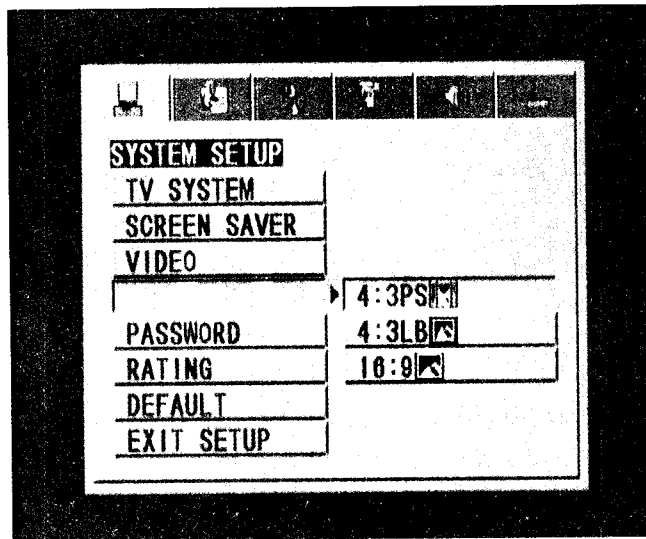 SYSTEM SETUP
TV SYSTEM
SCREEN SAVER
VIDEO
4:3PS
PASSWORD
4:3LB
RATING
16:9
DEFAULT
EXIT SETUP